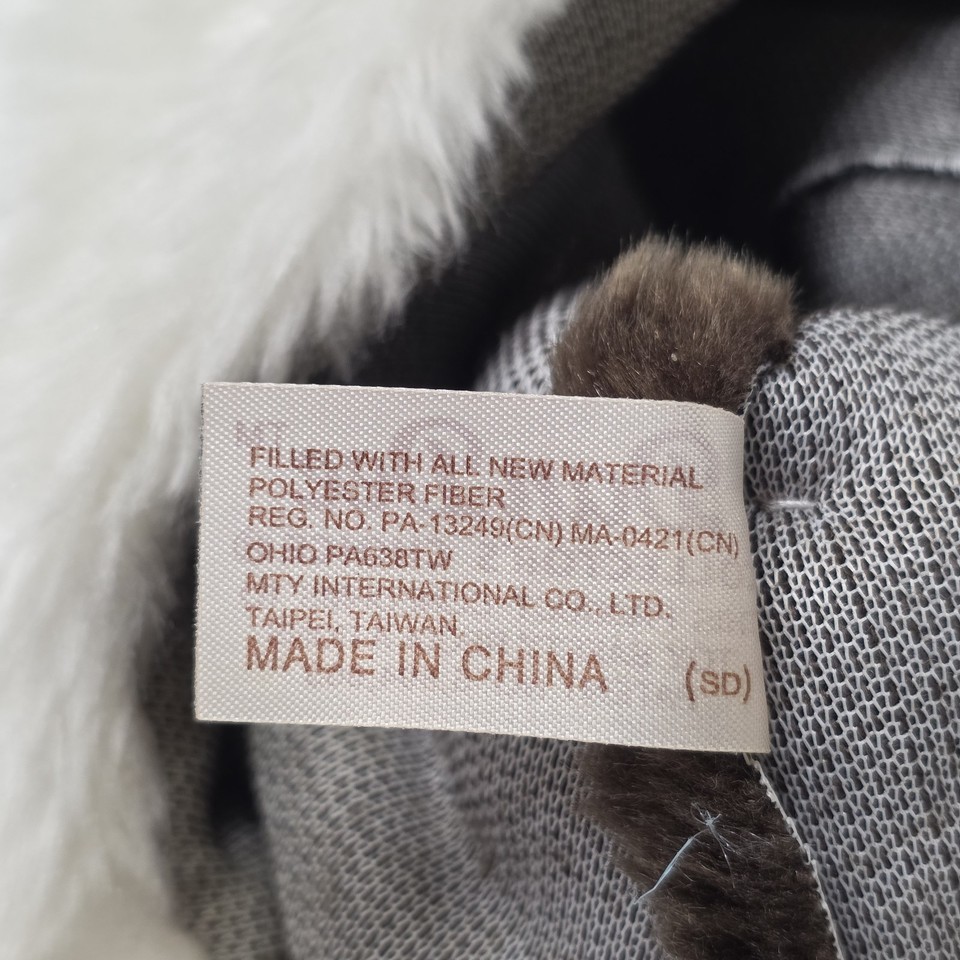 FILLED WITH ALL NEW MATERIAL
POLYESTER FIBER
REG. NO. PA-13249(CN) MA-0421(CN)
OHIO PA638TW
MTY INTERNATIONAL CO., LTD.
TAIPEI, TAIWAN.
MADE IN CHINA (SD)